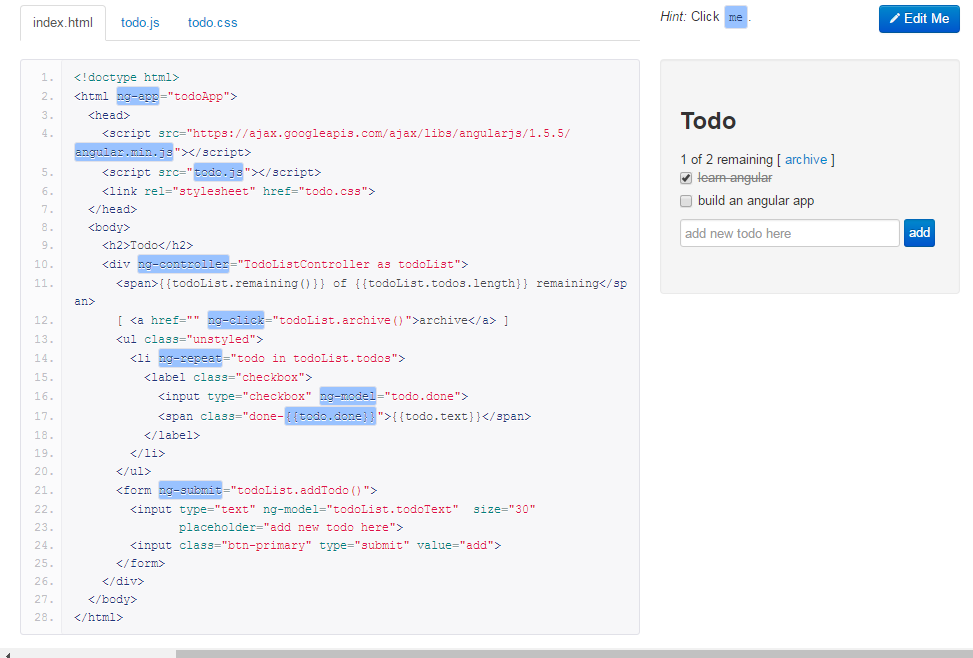 index.html todo.js todo.css
Hint: Click me.
Edit Me
1. <!doctype html>
2. <html ng-app="todoApp">
3. <head>
4. <script src="https://ajax.googleapis.com/ajax/libs/angularjs/1.5.5/
angular.min.js"></script>
5. <script src="todo.js"></script>
6. <link rel="stylesheet" href="todo.css">
7. </head>
8. <body>
9. <h2>Todo</h2>
10. <div ng-controller="TodoListController as todoList">
11. <span>{{todoList.remaining()}} of {{todoList.todos.length}} remaining</sp
an>
12. [ <a href="" ng-click="todoList.archive()">archive</a> ]
13. <ul class="unstyled">
14. <li ng-repeat="todo in todoList.todos">
15. <label class="checkbox">
16. <input type="checkbox" ng-model="todo.done">
17. <span class="done-{{todo.done}}">{{todo.text}}</span>
18. </label>
19. </li>
20. </ul>
21. <form ng-submit="todoList.addTodo()">
22. <input type="text" ng-model="todoList.todoText"  size="30"
23. placeholder="add new todo here">
24. <input class="btn-primary" type="submit" value="add">
25. </form>
26. </div>
27. </body>
28. </html>
Todo
1 of 2 remaining [ archive ]
learn angular
build an angular app
add new todo here
add